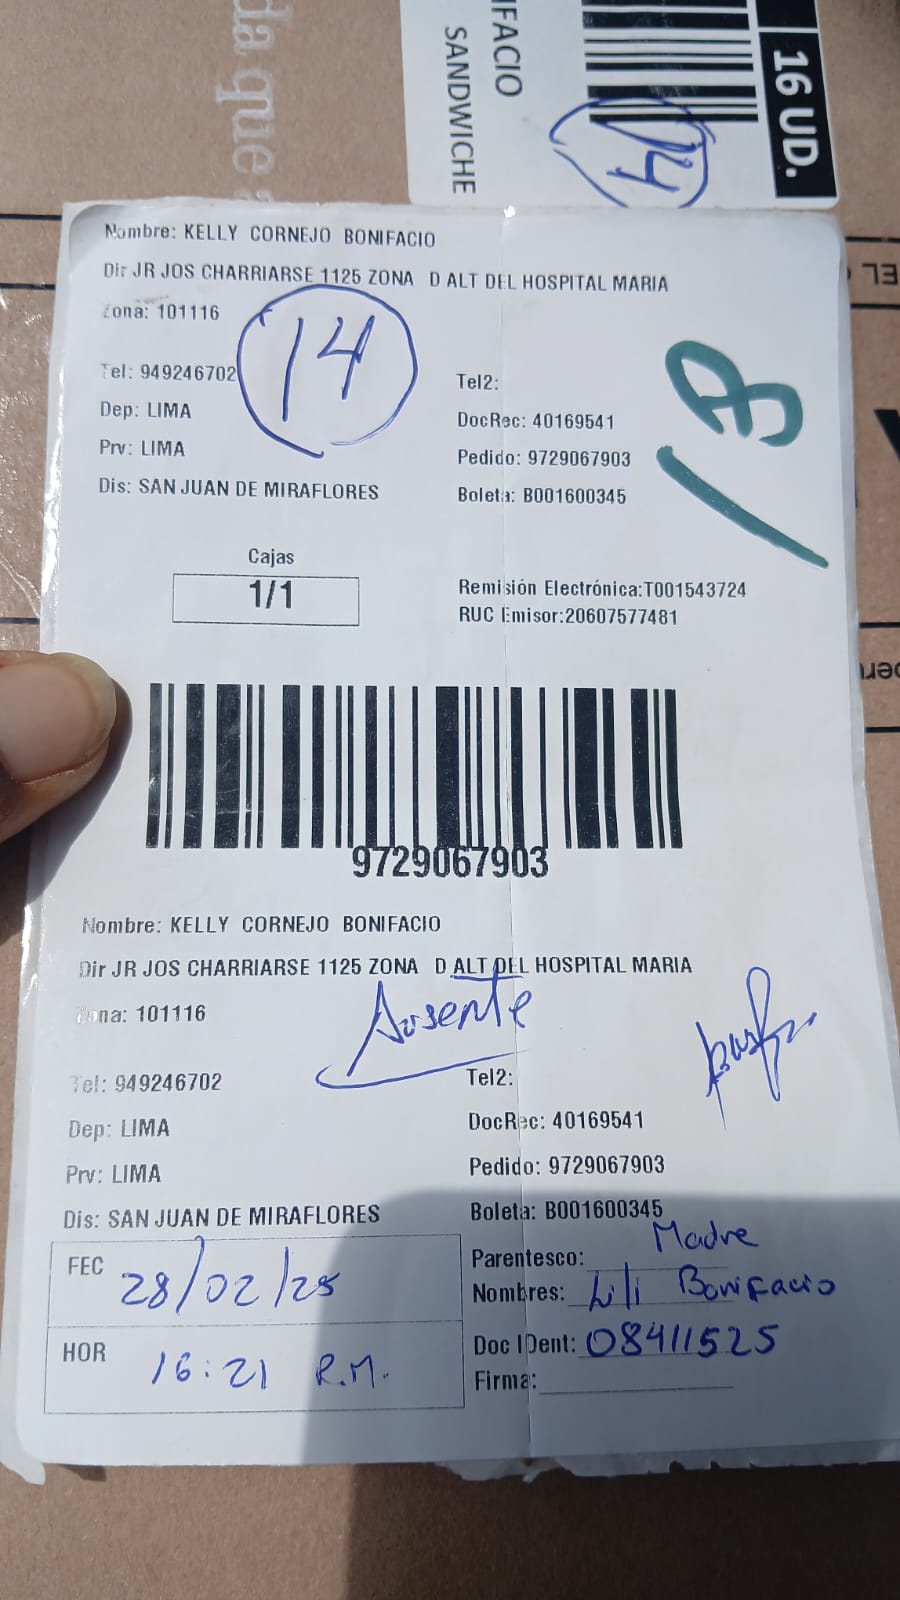 da que
IFACIO
SANDWICHE
16 UD.
14
Nombre: KELLY CORNEJO BONIFACIO
Dir JR JOS CHARRIARSE 1125 ZONA D ALT DEL HOSPITAL MARIA
Zona: 101116
14
Tel: 949246702
Tel2:
Dep: LIMA
DocRec: 40169541
Prv: LIMA
Pedido: 9729067903
Dis: SAN JUAN DE MIRAFLORES
Boleta: B001600345
Cajas
1/1
Remisión Electrónica:T001543724
RUC Emisor:20607577481
9729067903
Nombre: KELLY CORNEJO BONIFACIO
Dir JR JOS CHARRIARSE 1125 ZONA D ALT DEL HOSPITAL MARIA
Zona: 101116
Ausente
Tel: 949246702
Tel2:
Dep: LIMA
DocRec: 40169541
Prv: LIMA
Pedido: 9729067903
Dis: SAN JUAN DE MIRAFLORES
Boleta: B001600345
FEC 28/02/25
Parentesco: Madre
Nombres: Lili Bonifacio
HOR 16:21 P.M.
Doc IDent: 08411525
Firma: